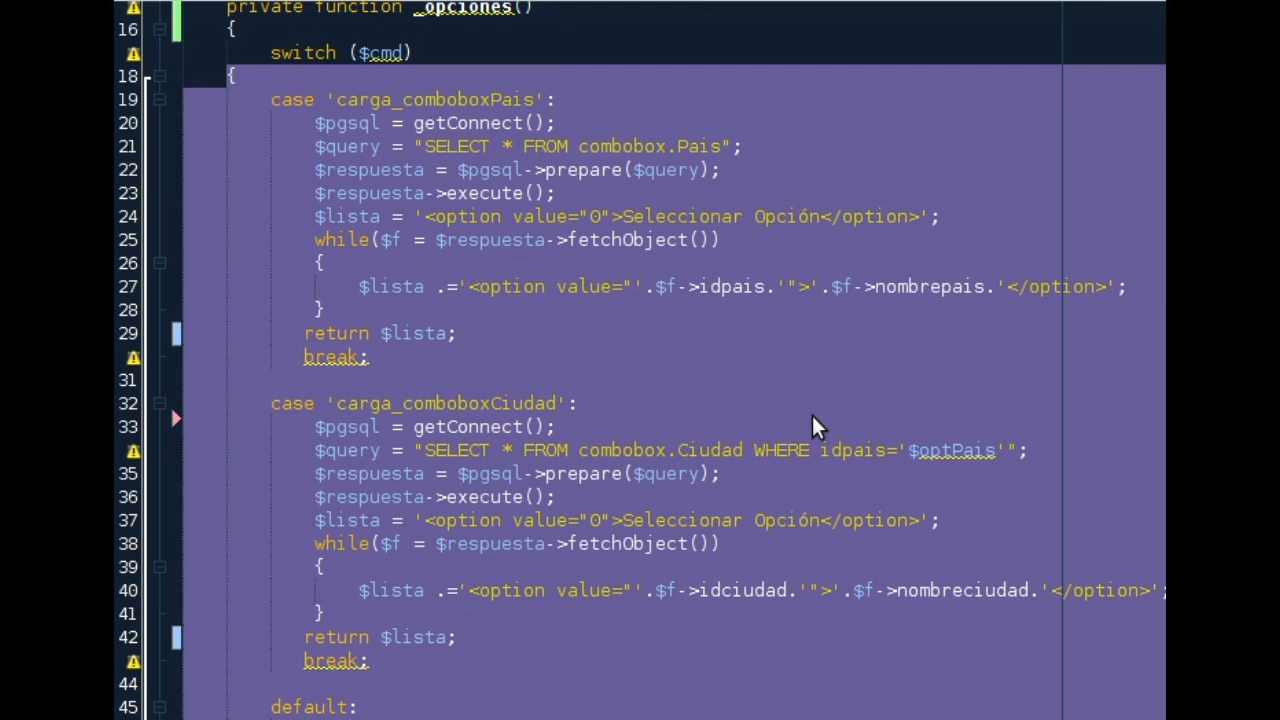 private function _opciones()
16 {
switch ($cmd)
18 {
19 case 'carga_comboboxPais':
20 $pgsql = getConnect();
21 $query = "SELECT * FROM combobox.Pais";
22 $respuesta = $pgsql->prepare($query);
23 $respuesta->execute();
24 $lista = '<option value="0">Seleccionar Opción</option>';
25 while($f = $respuesta->fetchObject())
26 {
27 $lista .='<option value="'.$f->idpais.'">'.$f->nombrepais.'</option>';
28 }
29 return $lista;
break;
31
32 case 'carga_comboboxCiudad':
33 $pgsql = getConnect();
$query = "SELECT * FROM combobox.Ciudad WHERE idpais='$optPais'";
35 $respuesta = $pgsql->prepare($query);
36 $respuesta->execute();
37 $lista = '<option value="0">Seleccionar Opción</option>';
38 while($f = $respuesta->fetchObject())
39 {
40 $lista .='<option value="'.$f->idciudad.'">'.$f->nombreciudad.'</option>';
41 }
42 return $lista;
break;
44
45 default: